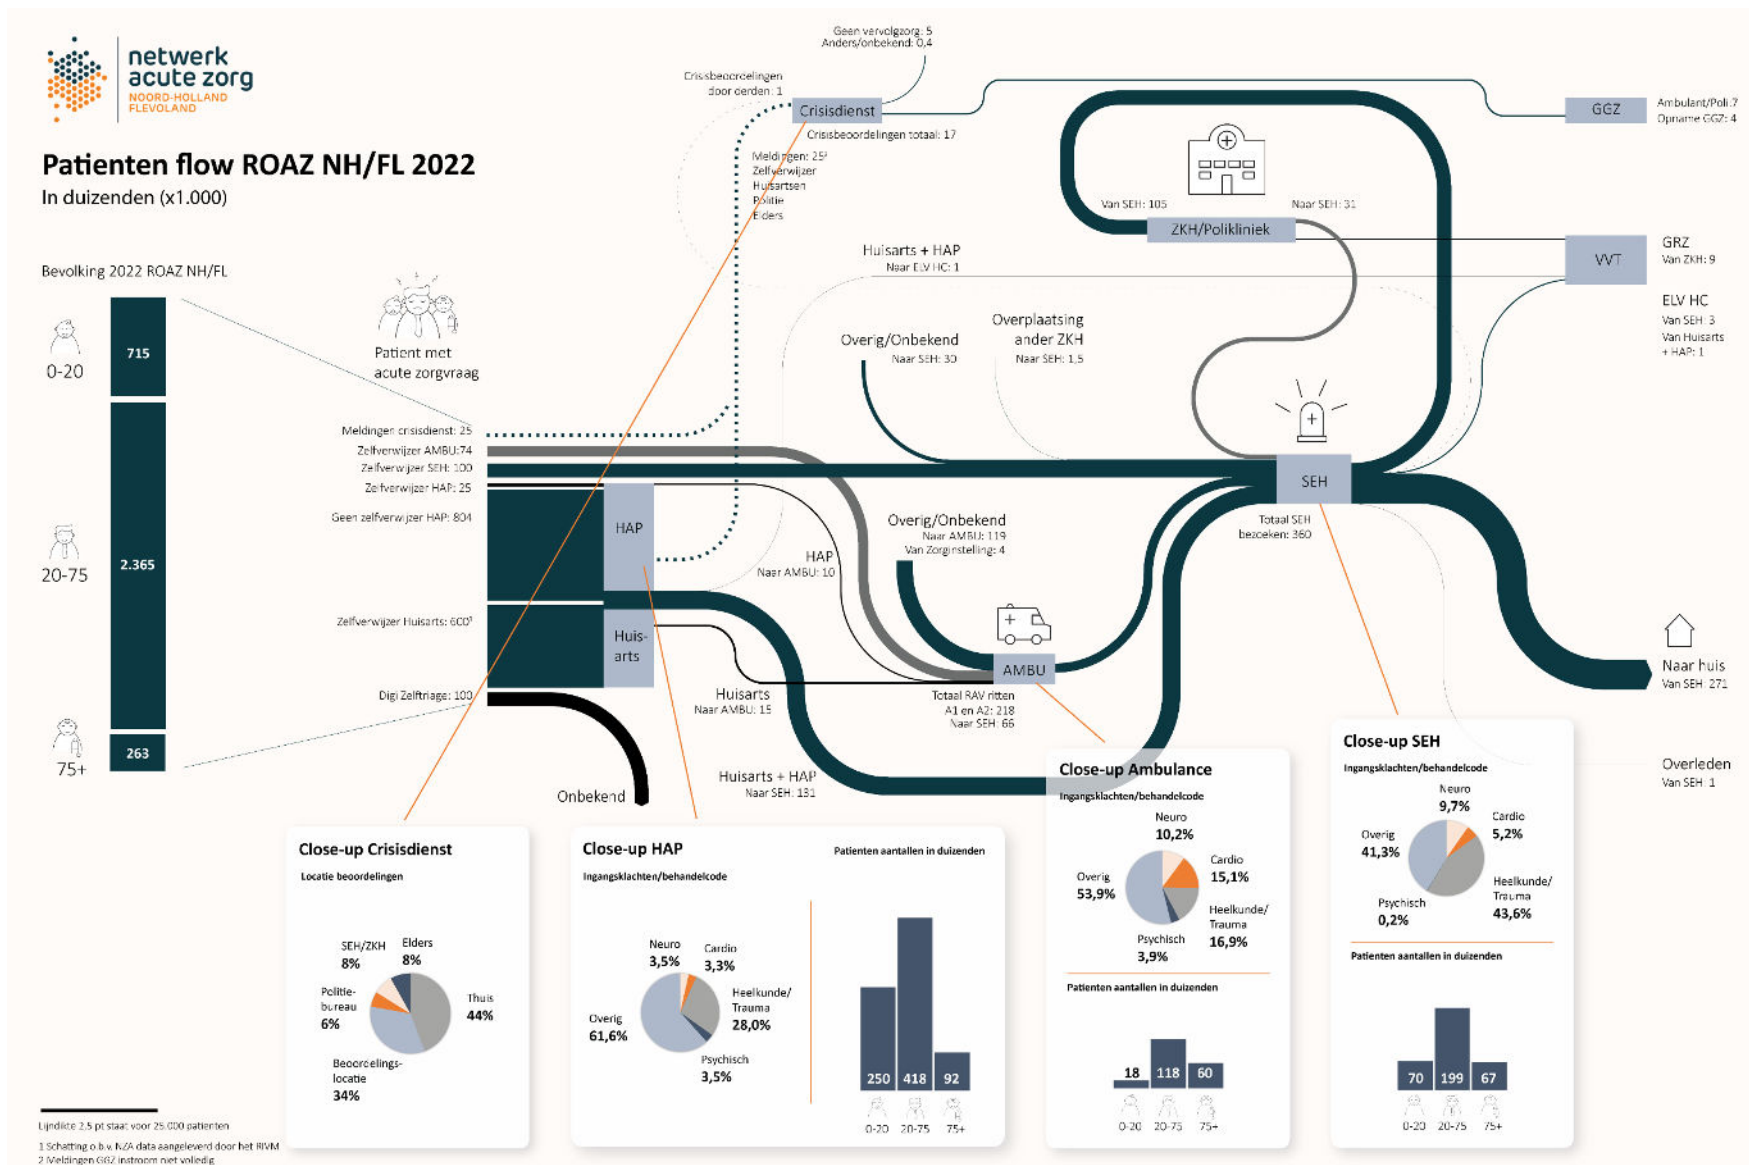 netwerk
acute zorg
NOORD-HOLLAND
FLEVOLAND
Patienten flow ROAZ NH/FL 2022
In duizenden (x1.000)
Bevolking 2022 ROAZ NH/FL
0-20
715
20-75
2.365
75+
263
Patient met
acute zorgvraag
Meldingen crisisdienst: 25
Zelfverwijzer AMBU:74
Zelfverwijzer SEH: 100
Zelfverwijzer HAP: 25
Geen zelfverwijzer HAP: 804
Zelfverwijzer Huisarts: 600¹
Digi Zelftriage: 100
Onbekend
HAP
Huis-
arts
Geen vervolgzorg: 5
Anders/onbekend: 0,4
Crisisbeoordelingen
door derden: 1
Crisisdienst
Crisisbeoordelingen totaal: 17
Meldingen: 25²
Zelfverwijzer
Huisartsen
Politie
Elders
GGZ
Ambulant/Poli:7
Opname GGZ: 4
Van SEH: 105
Naar SEH: 31
ZKH/Polikliniek
VVT
GRZ
Van ZKH: 9
ELV HC
Van SEH: 3
Van Huisarts
+ HAP: 1
Huisarts + HAP
Naar ELV HC: 1
Overig/Onbekend
Naar SEH: 30
Overplaatsing
ander ZKH
Naar SEH: 1,5
SEH
Totaal SEH
bezoeken: 360
Overig/Onbekend
Naar AMBU: 119
Van Zorginstelling: 4
HAP
Naar AMBU: 10
AMBU
Totaal RAV ritten
A1 en A2: 218
Naar SEH: 66
Huisarts
Naar AMBU: 15
Huisarts + HAP
Naar SEH: 131
Naar huis
Van SEH: 271
Overleden
Van SEH: 1
Close-up Crisisdienst
Locatie beoordelingen
SEH/ZKH
8%
Elders
8%
Politie-
bureau
6%
Thuis
44%
Beoordelings-
locatie
34%
Close-up HAP
Ingangsklachten/behandelcode
Neuro
3,5%
Cardio
3,3%
Heelkunde/
Trauma
28,0%
Overig
61,6%
Psychisch
3,5%
Patienten aantallen in duizenden
250 418 92
0-20 20-75 75+
Close-up Ambulance
Ingangsklachten/behandelcode
Neuro
10,2%
Cardio
15,1%
Overig
53,9%
Heelkunde/
Trauma
16,9%
Psychisch
3,9%
Patienten aantallen in duizenden
18 118 60
0-20 20-75 75+
Close-up SEH
Ingangsklachten/behandelcode
Neuro
9,7%
Cardio
5,2%
Overig
41,3%
Heelkunde/
Trauma
43,6%
Psychisch
0,2%
Patienten aantallen in duizenden
70 199 67
0-20 20-75 75+
Lijndikte 2,5 pt staat voor 25.000 patienten
1 Schatting o.b.v. NZA data aangeleverd door het RIVM
2 Meldingen GGZ instroom niet volledig